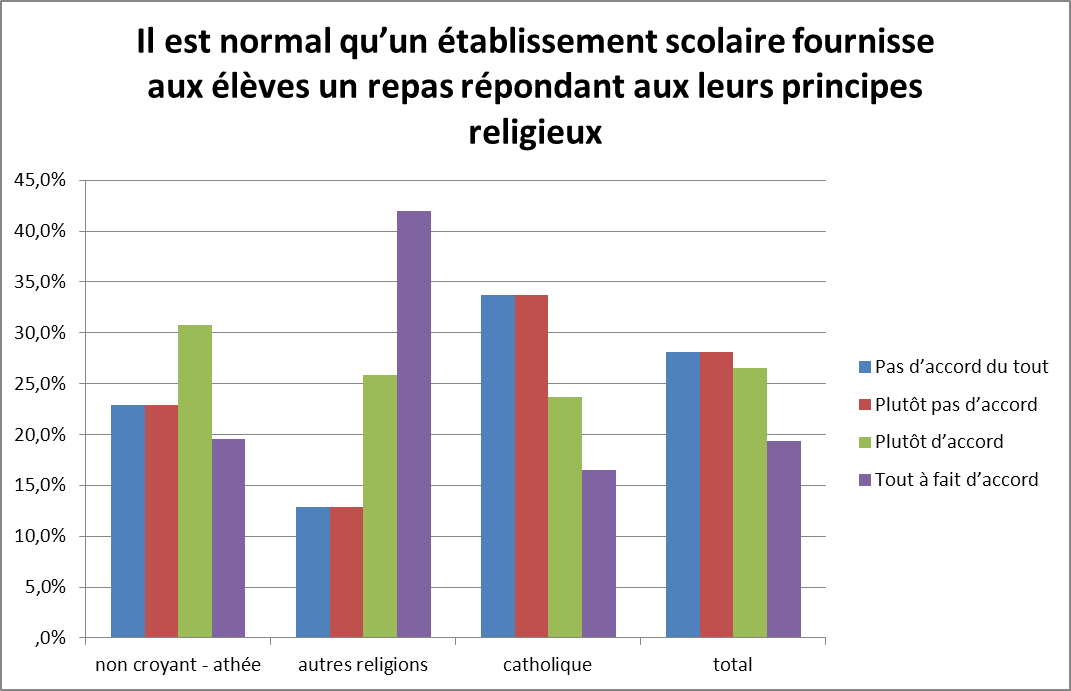 Il est normal qu’un établissement scolaire fournisse
aux élèves un repas répondant aux leurs principes
religieux
45,0%
40,0%
35,0%
30,0%
25,0%
20,0%
15,0%
10,0%
5,0%
,0%
non croyant - athée
autres religions
catholique
total
Pas d’accord du tout
Plutôt pas d’accord
Plutôt d’accord
Tout à fait d’accord